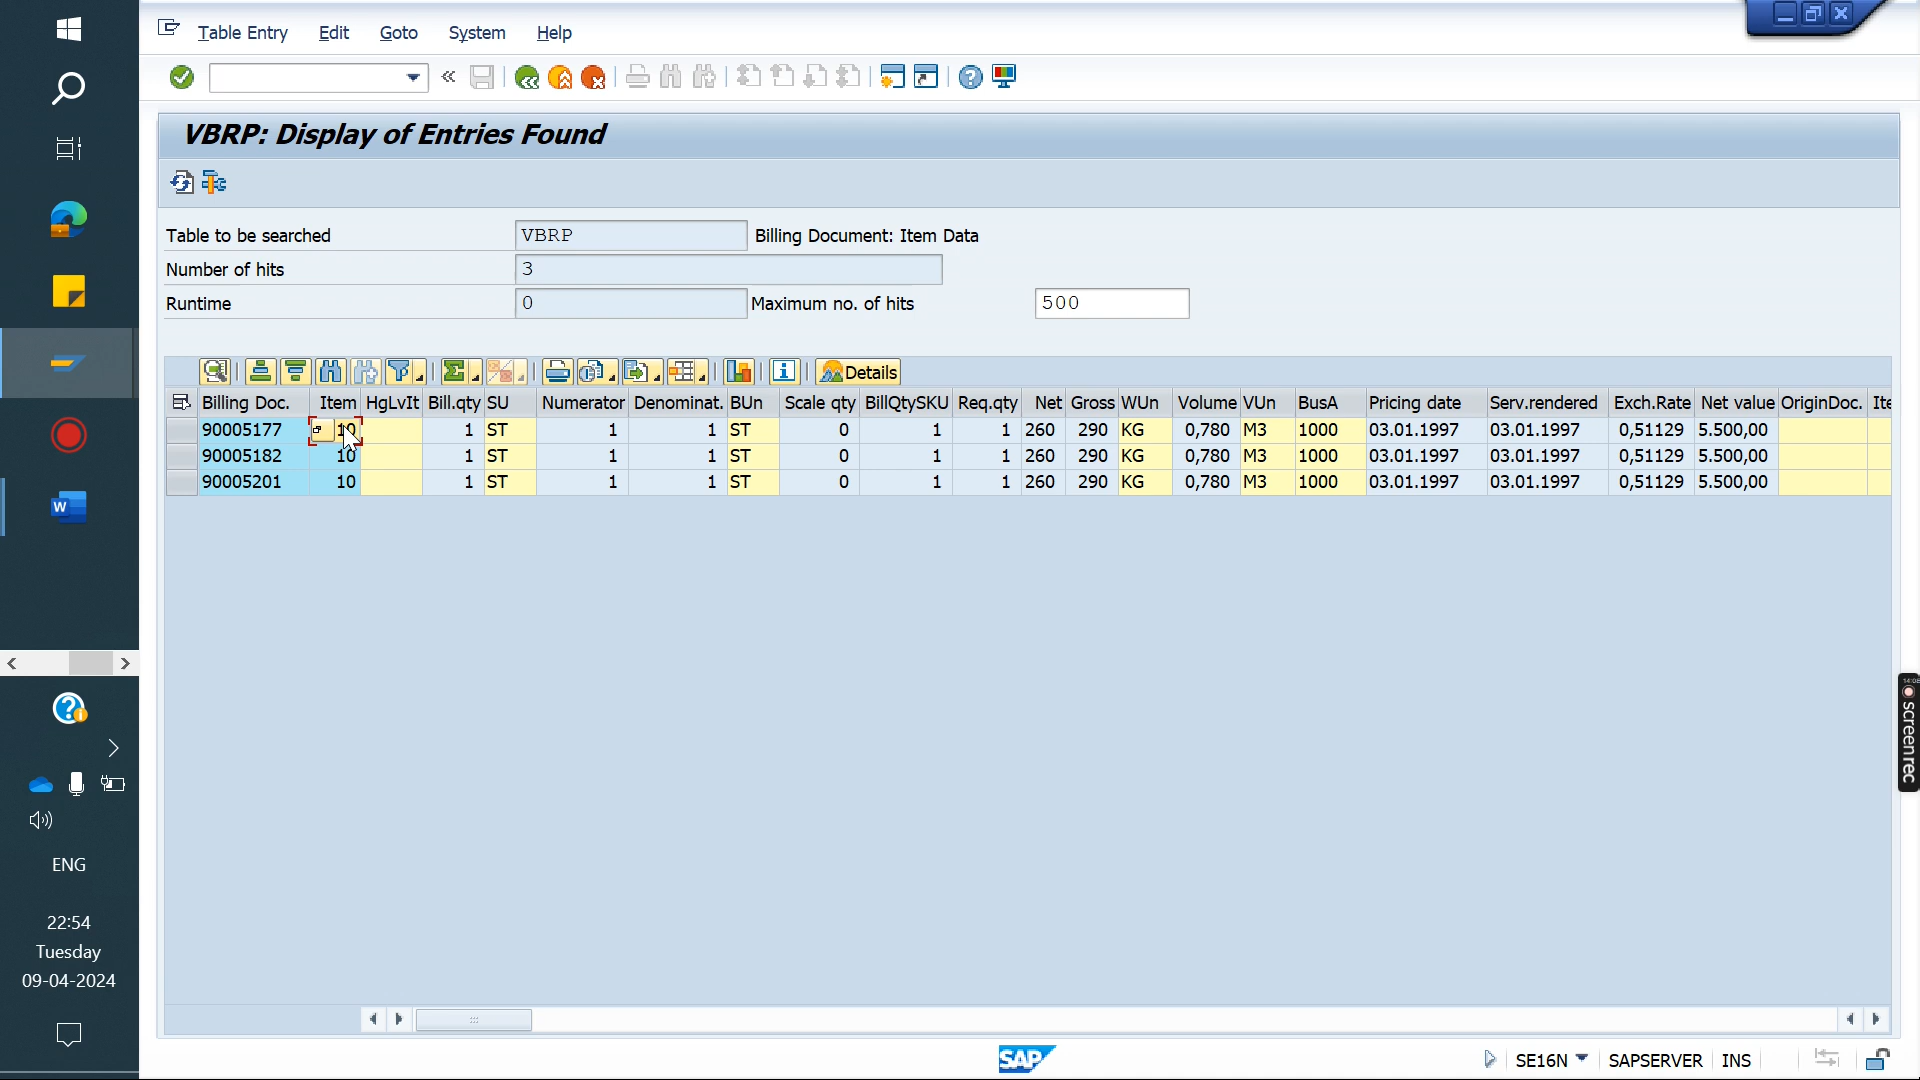 Table Entry Edit Goto System Help
VBRP: Display of Entries Found
Table to be searched VBRP Billing Document: Item Data
Number of hits 3
Runtime 0 Maximum no. of hits 500
Details
Billing Doc. Item HgLvIt Bill.qty SU Numerator Denominat. BUn Scale qty BillQtySKU Req.qty Net Gross WUn Volume VUn BusA Pricing date Serv.rendered Exch.Rate Net value OriginDoc. Ite
90005177 10 1 ST 1 1 ST 0 1 1 260 290 KG 0,780 M3 1000 03.01.1997 03.01.1997 0,51129 5.500,00
90005182 10 1 ST 1 1 ST 0 1 1 260 290 KG 0,780 M3 1000 03.01.1997 03.01.1997 0,51129 5.500,00
90005201 10 1 ST 1 1 ST 0 1 1 260 290 KG 0,780 M3 1000 03.01.1997 03.01.1997 0,51129 5.500,00
screenrec
ENG
22:54
Tuesday
09-04-2024
SAP SE16N SAPSERVER INS